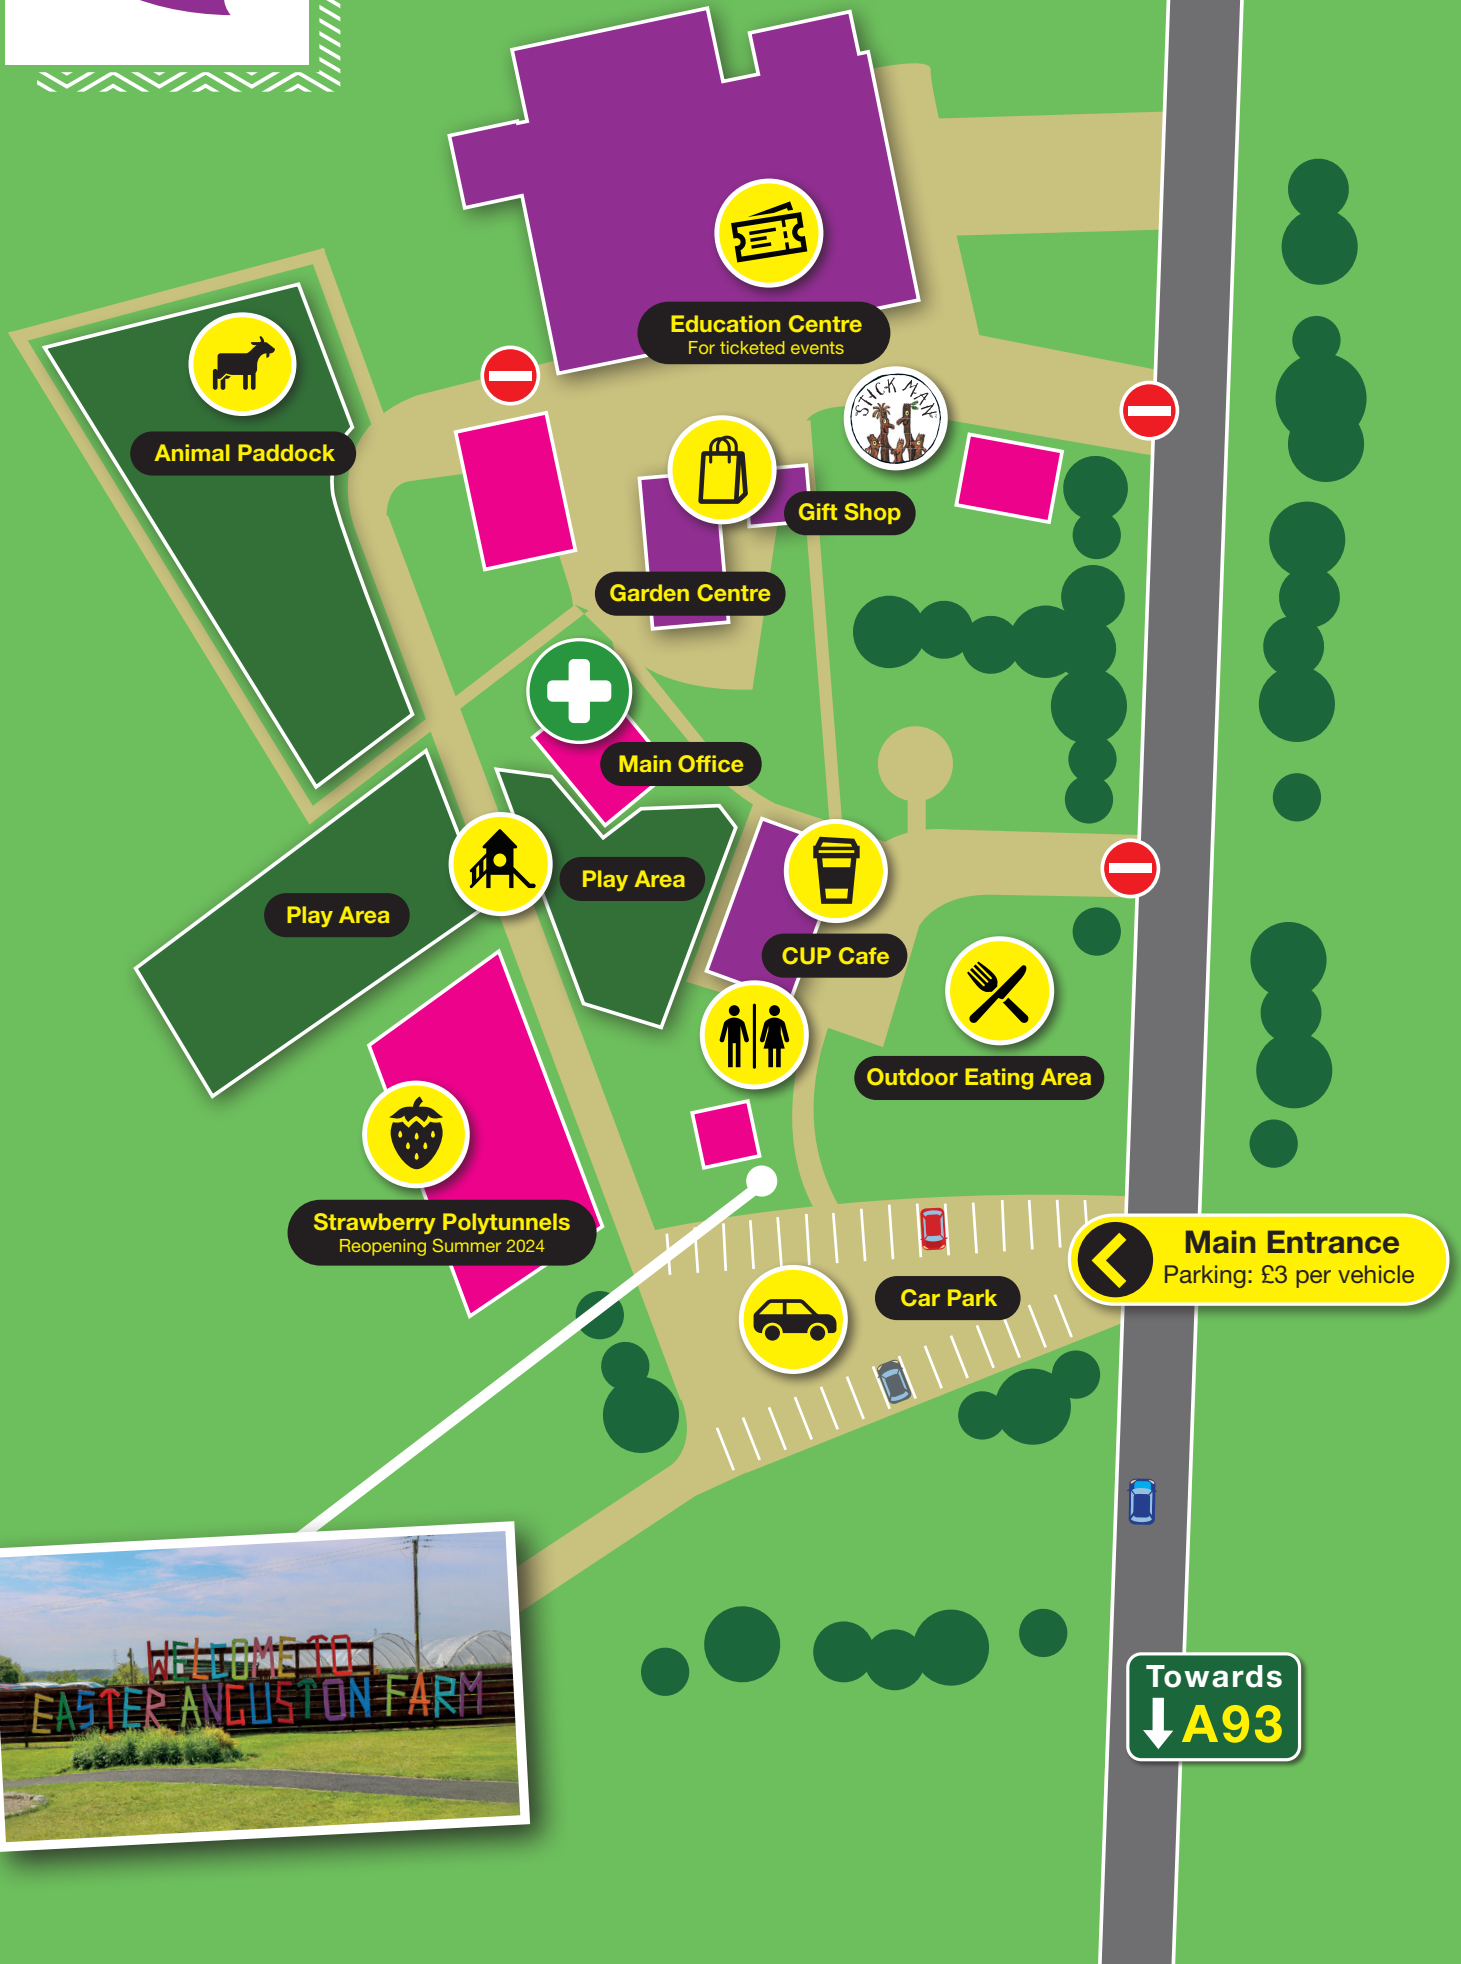 Education Centre
For ticketed events
STICK MAN
Animal Paddock
Gift Shop
Garden Centre
Main Office
Play Area
Play Area
CUP Cafe
Outdoor Eating Area
Strawberry Polytunnels
Reopening Summer 2024
Main Entrance
Parking: £3 per vehicle
Car Park
WELCOME TO
EASTER ANGUSTON FARM
Towards
A93